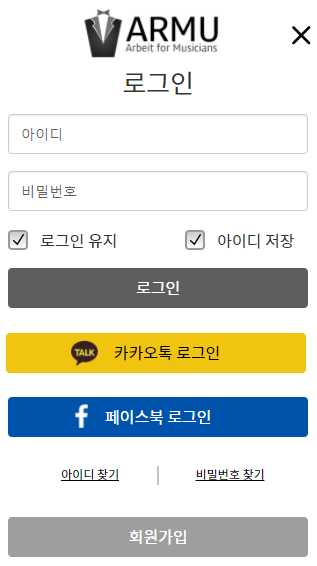 ARMU
Arbeit for Musicians
로그인
아이디
비밀번호
로그인 유지
아이디 저장
로그인
TALK 카카오톡 로그인
f 페이스북 로그인
아이디 찾기 | 비밀번호 찾기
회원가입